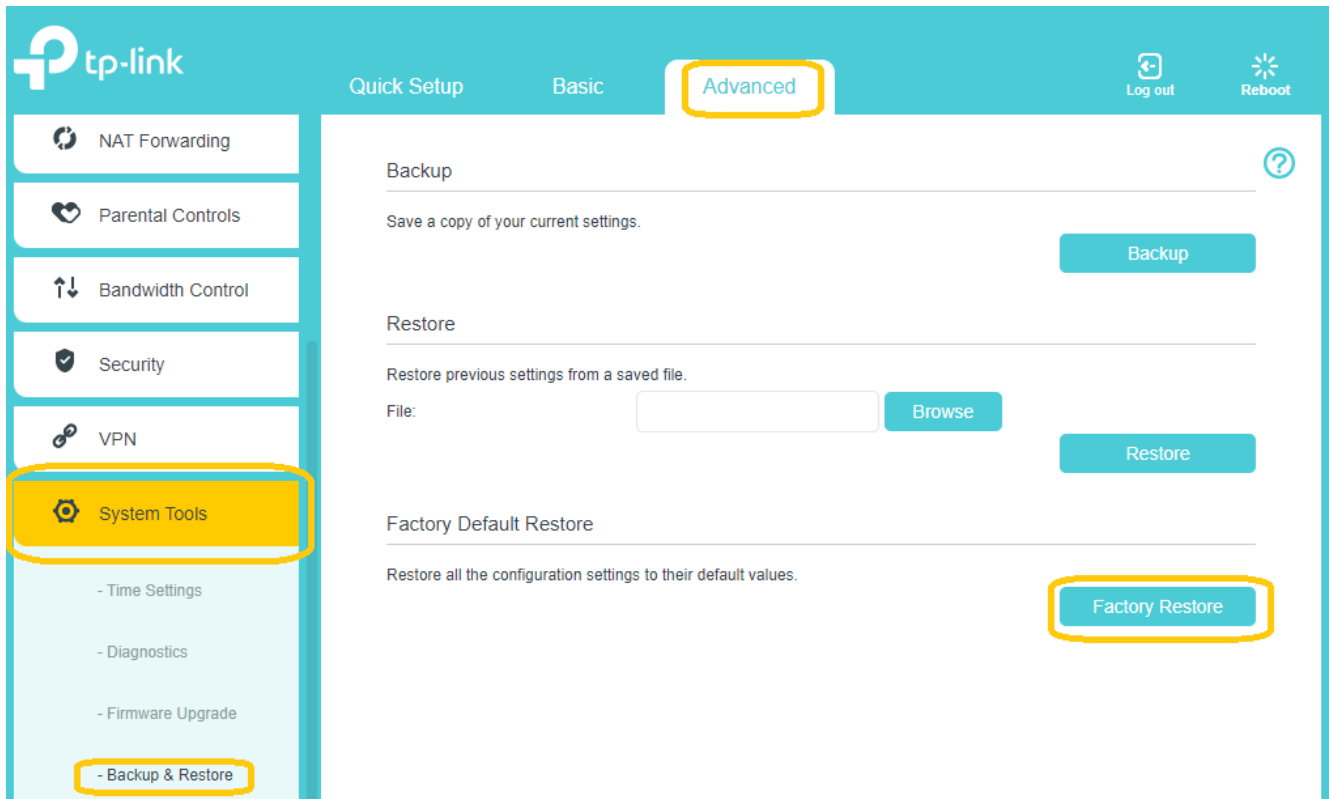 tp-link
Quick Setup
Basic
Advanced
Log out
Reboot
NAT Forwarding
Parental Controls
Bandwidth Control
Security
VPN
System Tools
- Time Settings
- Diagnostics
- Firmware Upgrade
- Backup & Restore
Backup
?
Save a copy of your current settings.
Backup
Restore
Restore previous settings from a saved file.
File:
Browse
Restore
Factory Default Restore
Restore all the configuration settings to their default values.
Factory Restore